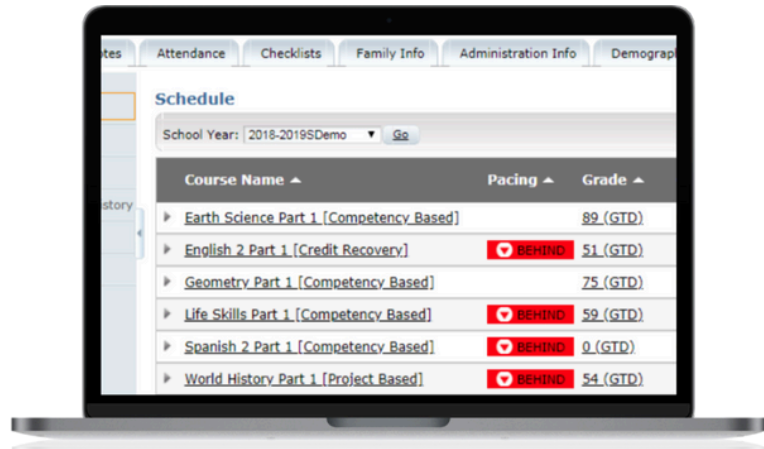 otes Attendance Checklists Family Info Administration Info Demograp
Schedule
School Year: 2018-2019SDemo Go
Course Name Pacing Grade
Earth Science Part 1 [Competency Based] 89 (GTD)
istory
English 2 Part 1 [Credit Recovery] BEHIND 51 (GTD)
Geometry Part 1 [Competency Based] 75 (GTD)
Life Skills Part 1 [Competency Based] BEHIND 59 (GTD)
Spanish 2 Part 1 [Competency Based] BEHIND 0 (GTD)
World History Part 1 [Project Based] BEHIND 54 (GTD)